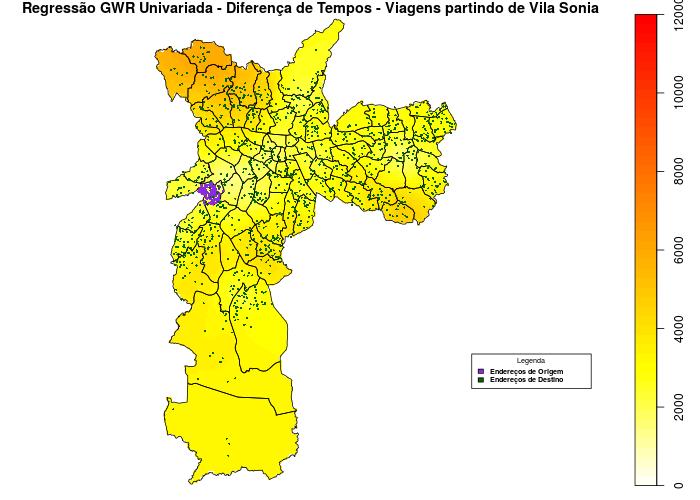 Regressão GWR Univariada - Diferença de Tempos - Viagens partindo de Vila Sonia
12000
10000
8000
6000
4000
2000
0
Legenda
Endereços de Origem
Endereços de Destino